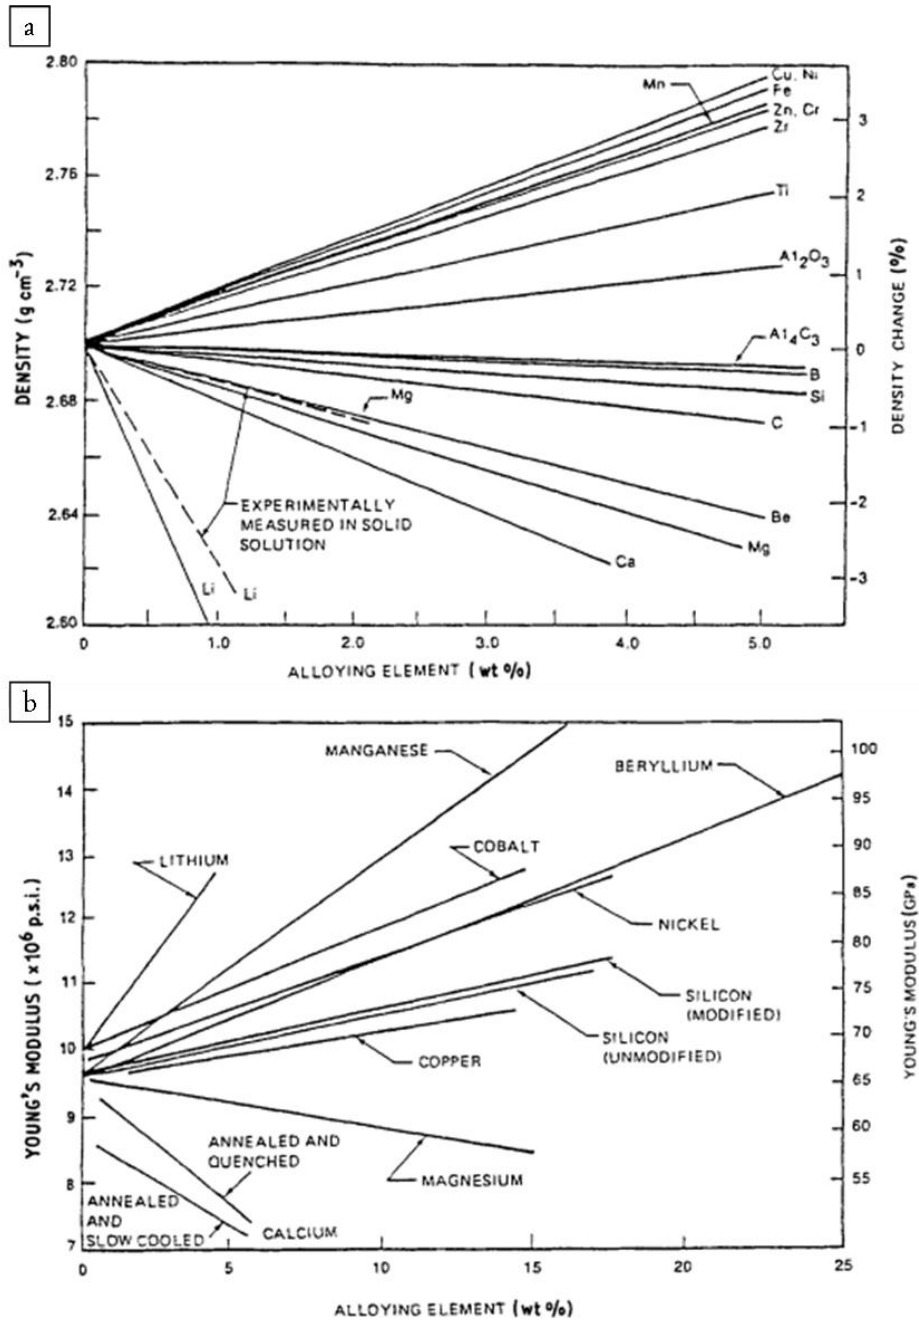 a
2.80
2.76
2.72
2.68
2.64
2.60
DENSITY (g cm⁻³)
Cu, Ni
Fe
Mn
Zn, Cr
Zr
Ti
Al₂O₃
Al₄C₃
B
Si
C
Mg
Be
Mg
Ca
EXPERIMENTALLY
MEASURED IN SOLID
SOLUTION
Li
Li
3
2
1
0
-1
-2
-3
DENSITY CHANGE (%)
0
1.0
2.0
3.0
4.0
5.0
ALLOYING ELEMENT (wt %)
b
15
14
13
12
11
10
9
8
7
YOUNG'S MODULUS (×10⁶ p.s.i.)
MANGANESE
BERYLLIUM
LITHIUM
COBALT
NICKEL
SILICON
(MODIFIED)
SILICON
(UNMODIFIED)
COPPER
ANNEALED AND
QUENCHED
MAGNESIUM
ANNEALED
AND
SLOW COOLED
CALCIUM
100
95
90
85
80
75
70
65
60
55
YOUNG'S MODULUS (GPa)
0
5
10
15
20
25
ALLOYING ELEMENT (wt %)